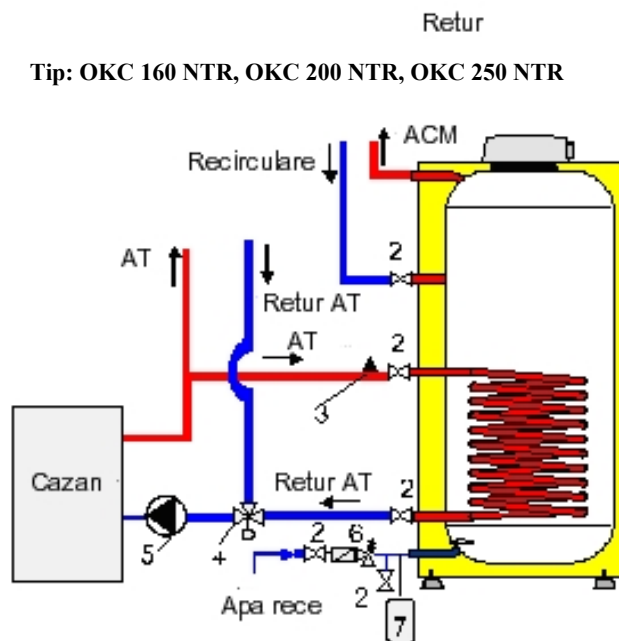 Retur
Tip: OKC 160 NTR, OKC 200 NTR, OKC 250 NTR
ACM
Recirculare
2
AT
Retur AT
AT
2
3
Cazan
Retur AT
2
5
4
2
6
2
Apa rece
7